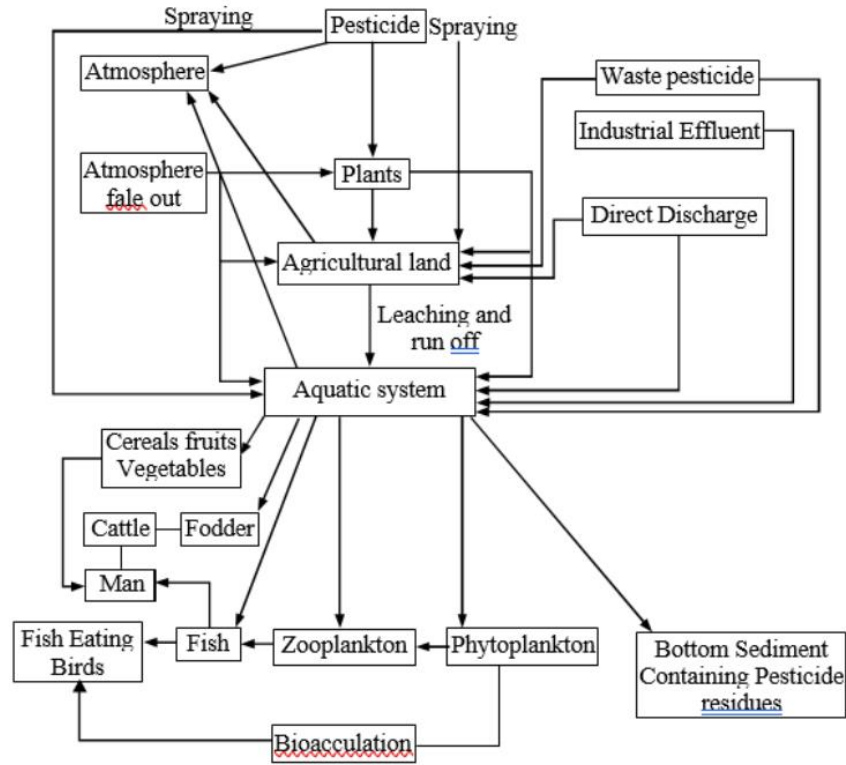 Spraying
Pesticide
Spraying
Atmosphere
Waste pesticide
Industrial Effluent
Atmosphere
fale out
Plants
Direct Discharge
Agricultural land
Leaching and
run off
Aquatic system
Cereals fruits
Vegetables
Cattle
Fodder
Man
Fish Eating
Birds
Fish
Zooplankton
Phytoplankton
Bottom Sediment
Containing Pesticide
residues
Bioacculation